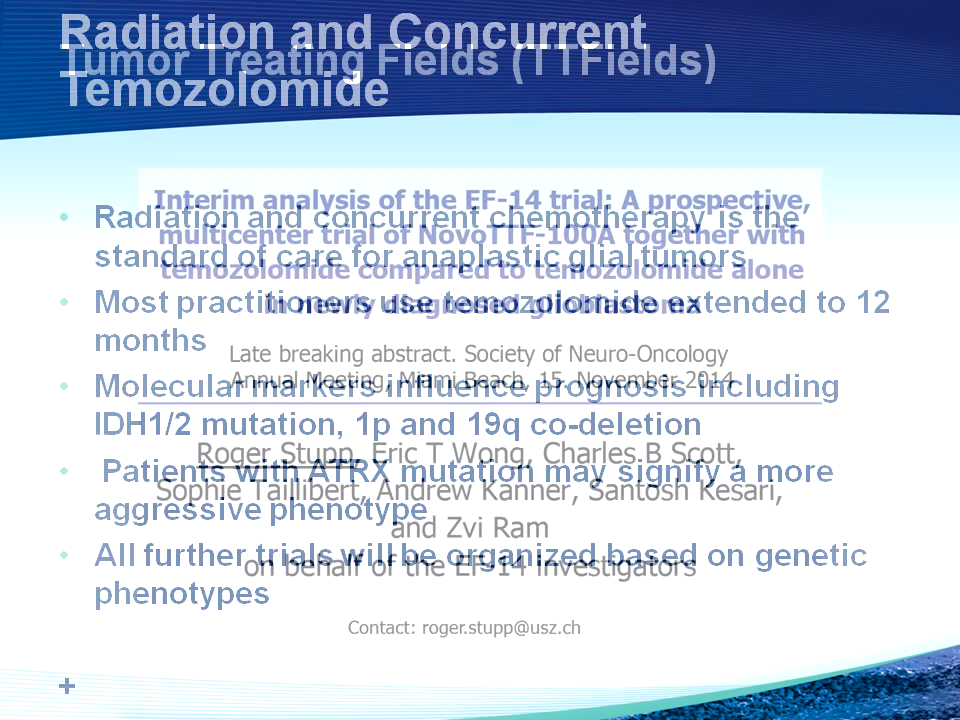 Radiation and Concurrent
Temozolomide
Tumor Treating Fields (TTFields)
• Radiation and concurrent chemotherapy is the
standard of care for anaplastic glial tumors
• Most practitioners use temozolomide extended to 12
months
• Molecular markers influence prognosis including
IDH1/2 mutation, 1p and 19q co-deletion
• Patients with ATRX mutation may signify a more
aggressive phenotype
• All further trials will be organized based on genetic
phenotypes
Interim analysis of the EF-14 trial: A prospective,
multicenter trial of NovoTTF-100A together with
temozolomide compared to temozolomide alone
in newly diagnosed glioblastoma
Late breaking abstract. Society of Neuro-Oncology
Annual Meeting, Miami Beach, 15. November 2014
Roger Stupp, Eric T Wong, Charles B Scott,
Sophie Taillibert, Andrew Kanner, Santosh Kesari,
and Zvi Ram
on behalf of the EF-14 investigators
Contact: roger.stupp@usz.ch
+